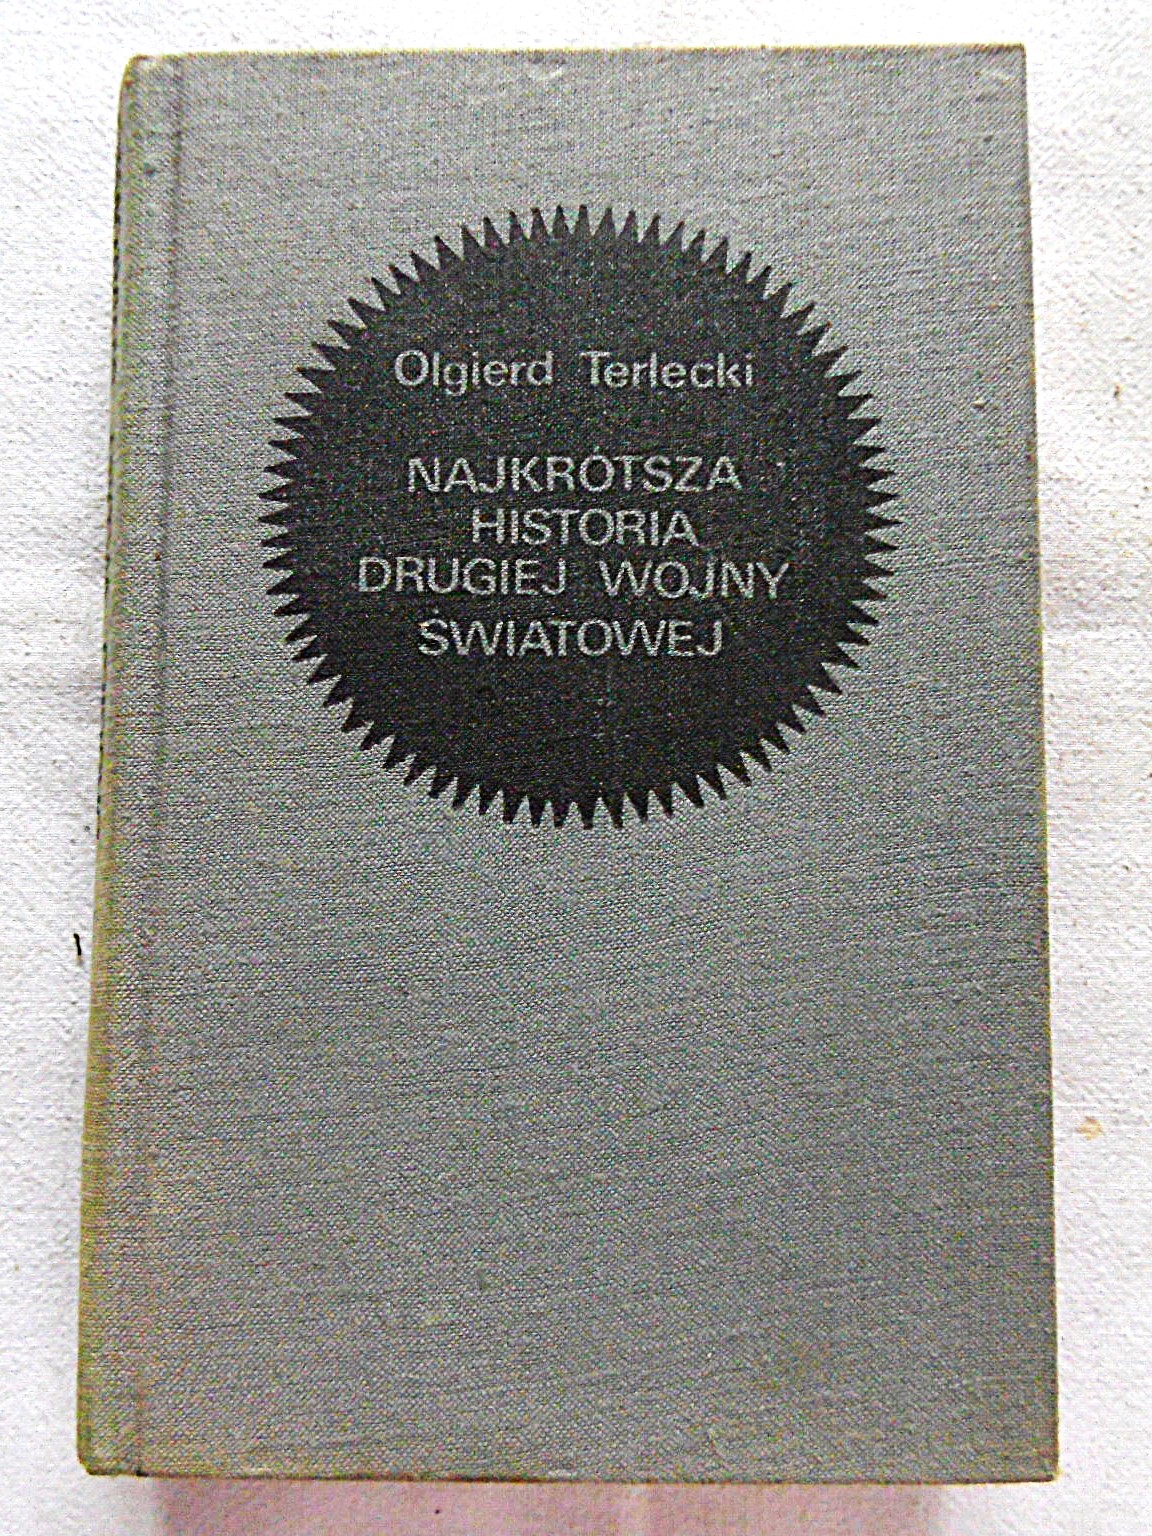 Olgierd Terlecki
NAJKRÓTSZA
HISTORIA
DRUGIEJ WOJNY
ŚWIATOWEJ